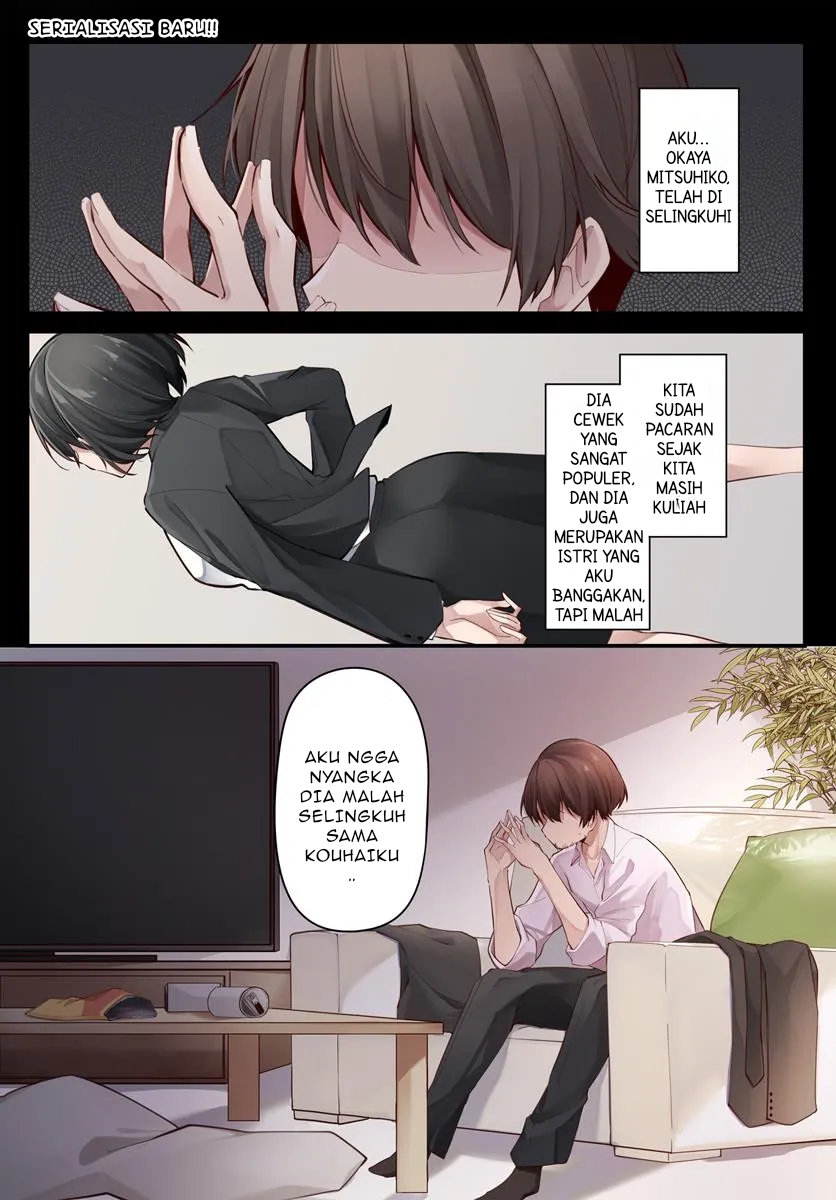 SERIALISASI BARU!!
AKU...
OKAYA
MITSUHIKO,
TELAH DI
SELINGKUHI
KITA
SUDAH
PACARAN
SEJAK
KITA
MASIH
KULIAH
DIA
CEWEK
YANG
SANGAT
POPULER,
DAN DIA
JUGA
MERUPAKAN
ISTRI YANG
AKU
BANGGAKAN,
TAPI MALAH
AKU NGGA
NYANGKA
DIA MALAH
SELINGKUH
SAMA
KOUHAIKU
..